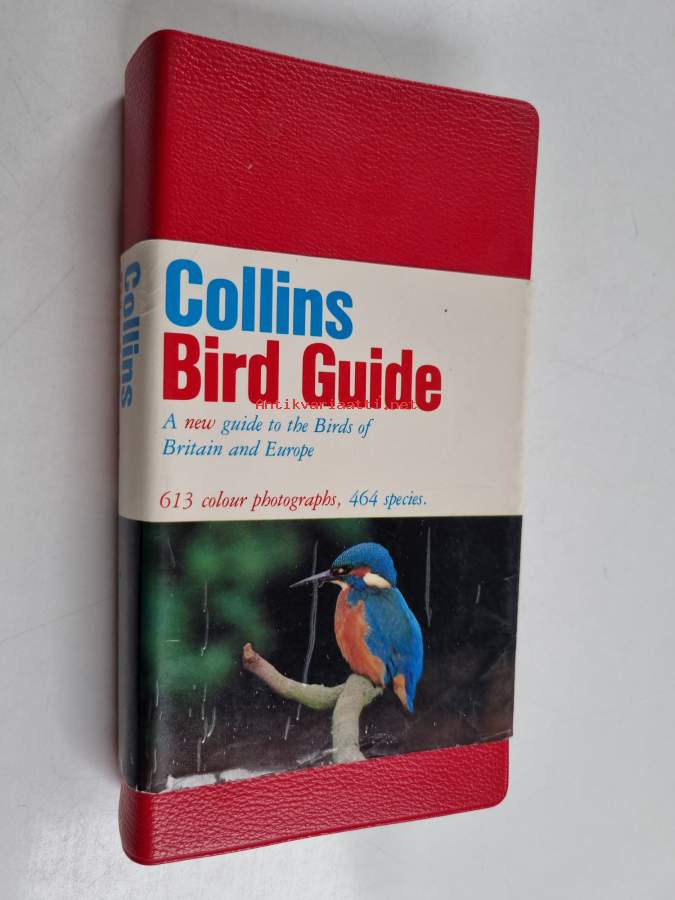 Collins
Collins
Bird Guide
Antikvariaatti.net
A new guide to the Birds of
Britain and Europe
613 colour photographs, 464 species.